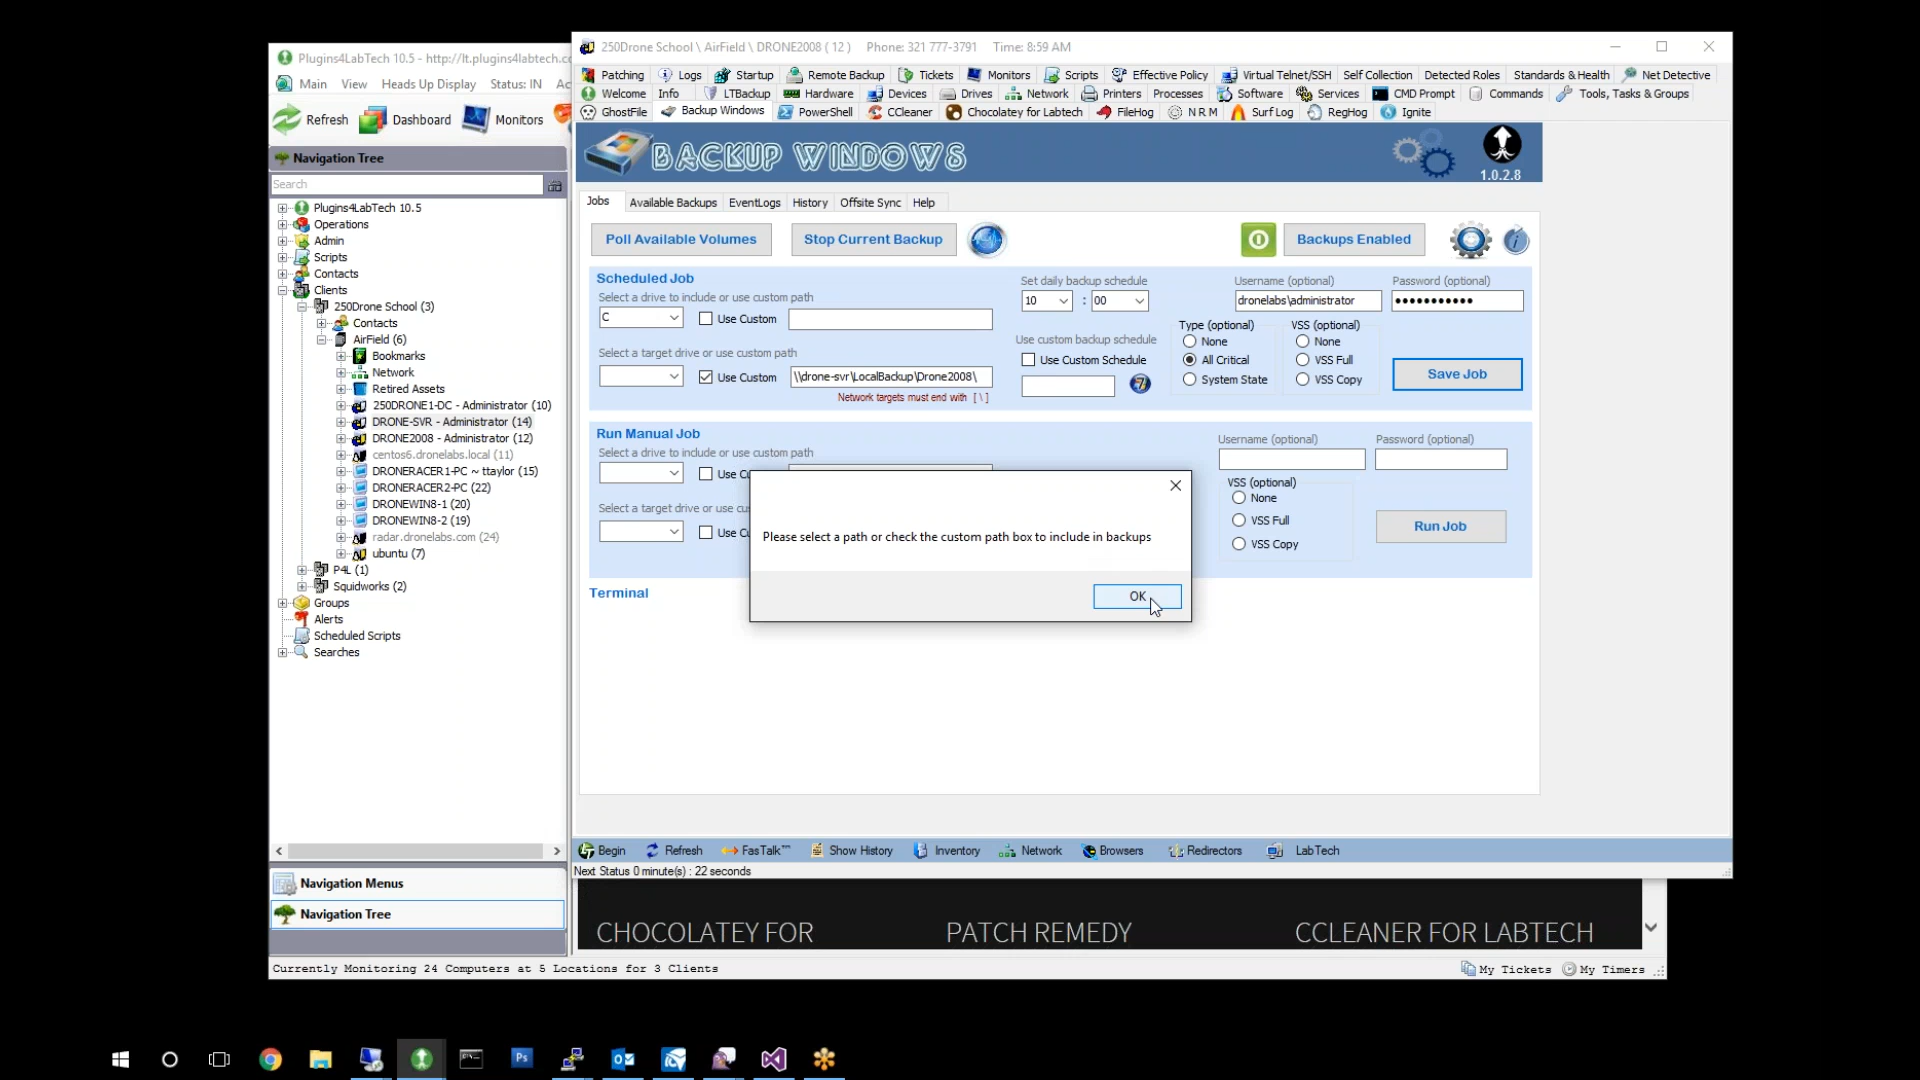 Plugins4LabTech 10.5 - http://lt.plugins4labtech.cc
Main View Heads Up Display Status: IN Ac
Refresh Dashboard Monitors
Navigation Tree
Search
Plugins4LabTech 10.5
Operations
Admin
Scripts
Contacts
Clients
250Drone School (3)
Contacts
AirField (6)
Bookmarks
Network
Retired Assets
250DRONE1-DC - Administrator (10)
DRONE-SVR - Administrator (14)
DRONE2008 - Administrator (12)
centos6.dronelabs.local (11)
DRONERACER1-PC ~ ttaylor (15)
DRONERACER2-PC (22)
DRONEWIN8-1 (20)
DRONEWIN8-2 (19)
radar.dronelabs.com (24)
ubuntu (7)
P4L (1)
Squidworks (2)
Groups
Alerts
Scheduled Scripts
Searches
Navigation Menus
Navigation Tree
250Drone School \ AirField \ DRONE2008 ( 12 ) Phone: 321 777-3791 Time: 8:59 AM
Patching Logs Startup Remote Backup Tickets Monitors Scripts Effective Policy Virtual Telnet/SSH Self Collection Detected Roles Standards & Health Net Detective
Welcome Info LTBackup Hardware Devices Drives Network Printers Processes Software Services CMD Prompt Commands Tools, Tasks & Groups
GhostFile Backup Windows PowerShell CCleaner Chocolatey for Labtech FileHog N R M Surf Log RegHog Ignite
BACKUP WINDOWS
1.0.2.8
Jobs Available Backups EventLogs History Offsite Sync Help
Poll Available Volumes Stop Current Backup Backups Enabled
Scheduled Job
Select a drive to include or use custom path
C Use Custom
Select a target drive or use custom path
Use Custom \\drone-svr\LocalBackup\Drone2008\
Network targets must end with [ \ ]
Set daily backup schedule
10 : 00
Use custom backup schedule
Use Custom Schedule
Username (optional) Password (optional)
dronelabs\administrator ●●●●●●●●●●●
Type (optional) VSS (optional)
None None
All Critical VSS Full
System State VSS Copy
Save Job
Run Manual Job
Select a drive to include or use custom path
Use Cu
Select a target drive or use cus
Use Cu
Username (optional) Password (optional)
VSS (optional)
None
VSS Full
VSS Copy
Run Job
Please select a path or check the custom path box to include in backups
OK
Terminal
Begin Refresh FasTalk™ Show History Inventory Network Browsers Redirectors LabTech
Next Status 0 minute(s) : 22 seconds
CHOCOLATEY FOR PATCH REMEDY CCLEANER FOR LABTECH
Currently Monitoring 24 Computers at 5 Locations for 3 Clients My Tickets My Timers
Ps